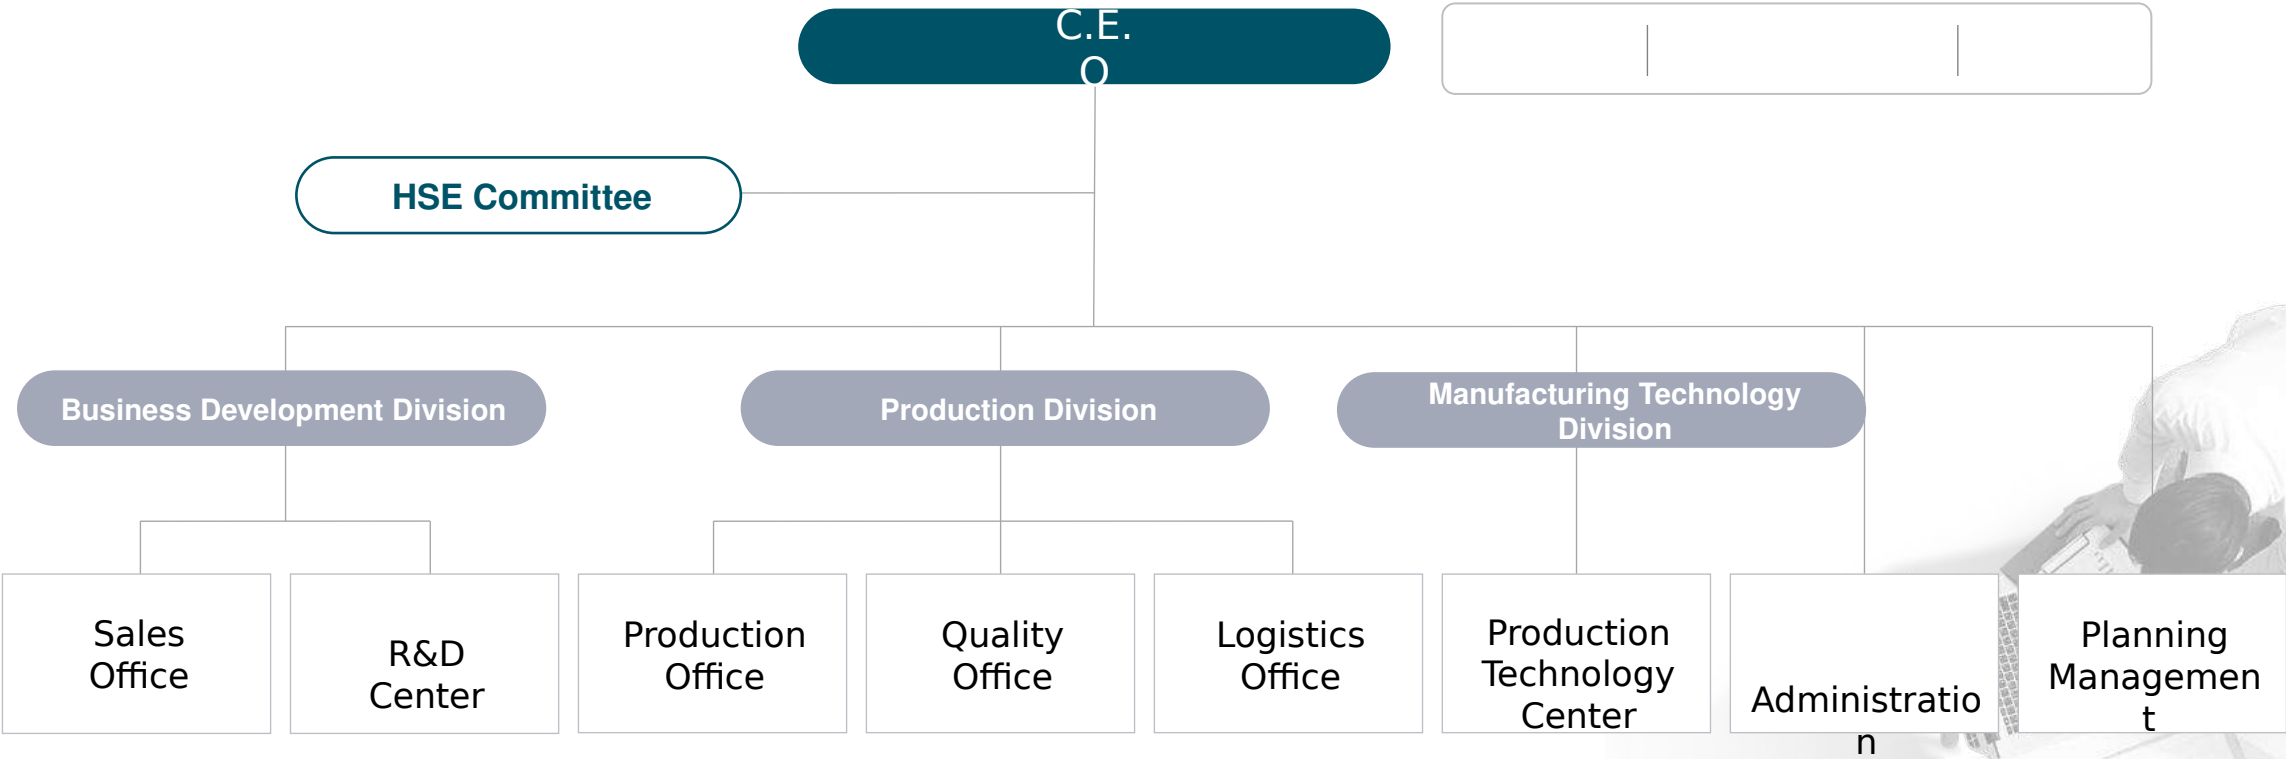 C.E.
O
HSE Committee
Business Development Division
Production Division
Manufacturing Technology
Division
Sales
Office
R&D
Center
Production
Office
Quality
Office
Logistics
Office
Production
Technology
Center
Administratio
n
Planning
Managemen
t